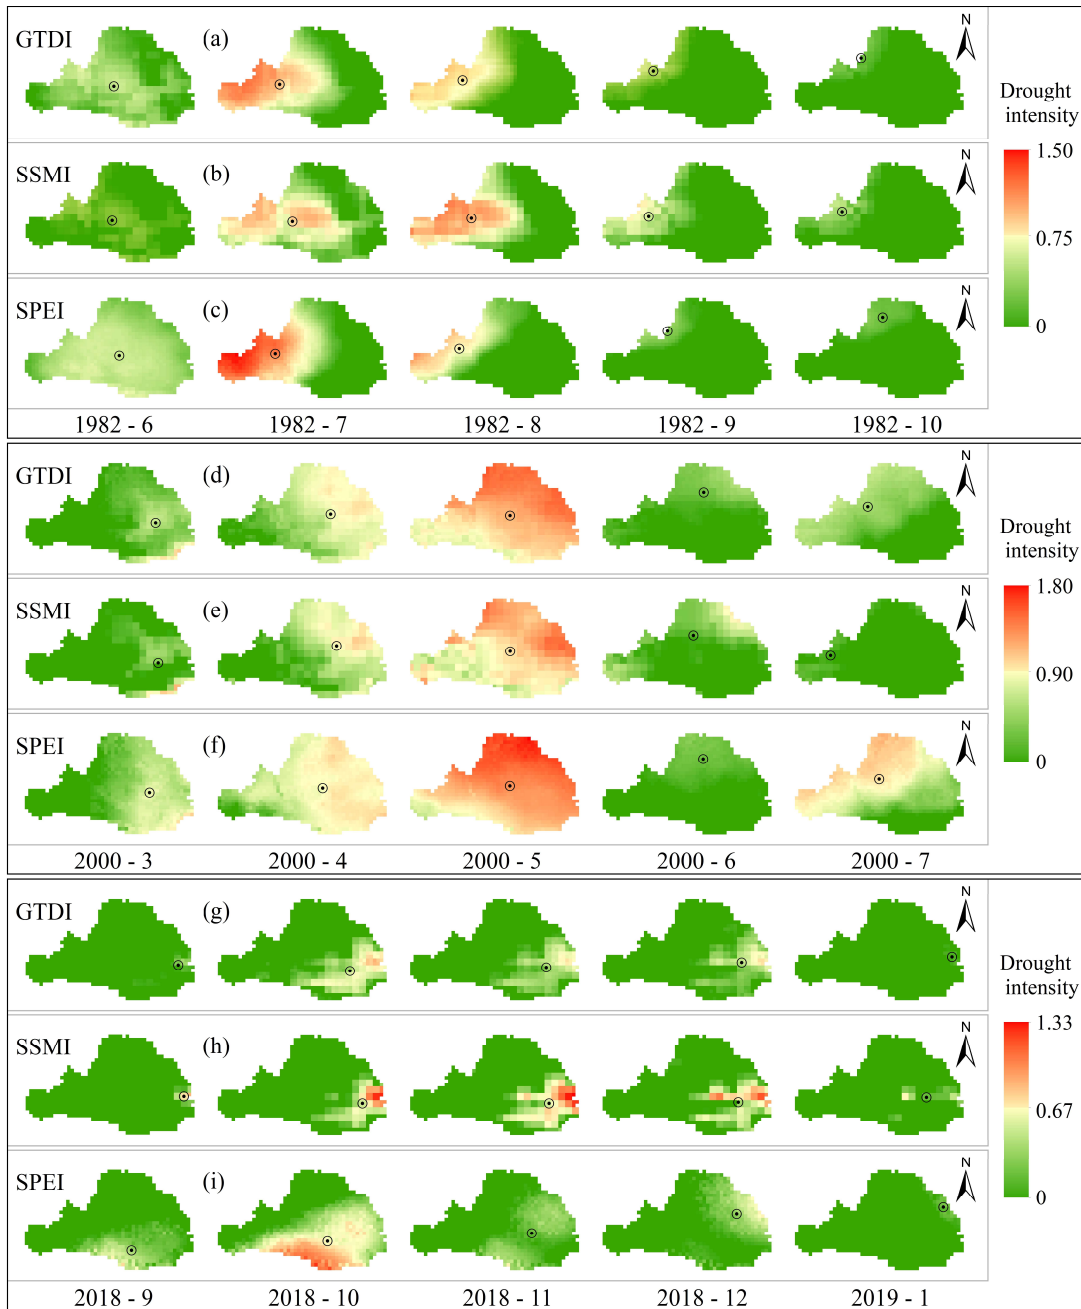 GTDI (a) N
Drought
intensity
1.50
SSMI (b) N
0.75
SPEI (c) N
0
1982 - 6 1982 - 7 1982 - 8 1982 - 9 1982 - 10
GTDI (d) N
Drought
intensity
1.80
SSMI (e) N
0.90
SPEI (f) N
0
2000 - 3 2000 - 4 2000 - 5 2000 - 6 2000 - 7
GTDI (g) N
Drought
intensity
1.33
SSMI (h) N
0.67
SPEI (i) N
0
2018 - 9 2018 - 10 2018 - 11 2018 - 12 2019 - 1